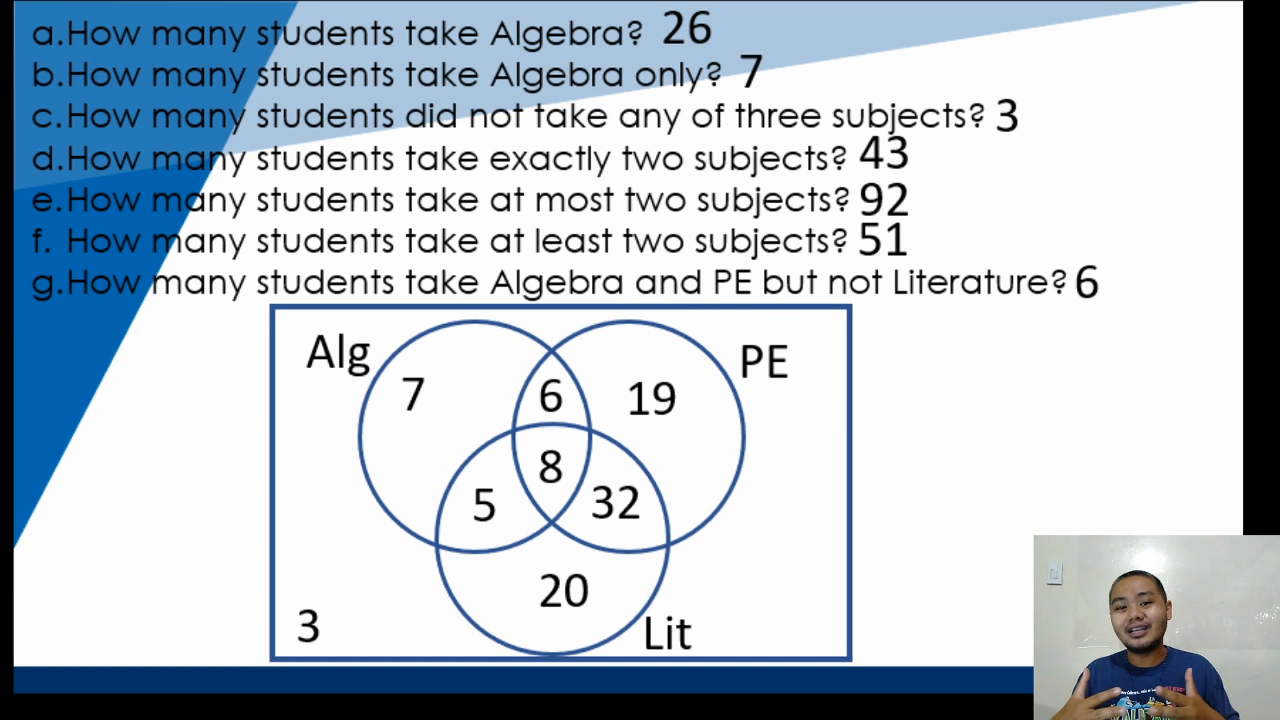 a.How many students take Algebra? 26
b.How many students take Algebra only? 7
c.How many students did not take any of three subjects? 3
d.How many students take exactly two subjects? 43
e.How many students take at most two subjects? 92
f. How many students take at least two subjects? 51
g.How many students take Algebra and PE but not Literature? 6
Alg
PE
7
6
19
8
5
32
20
3
Lit